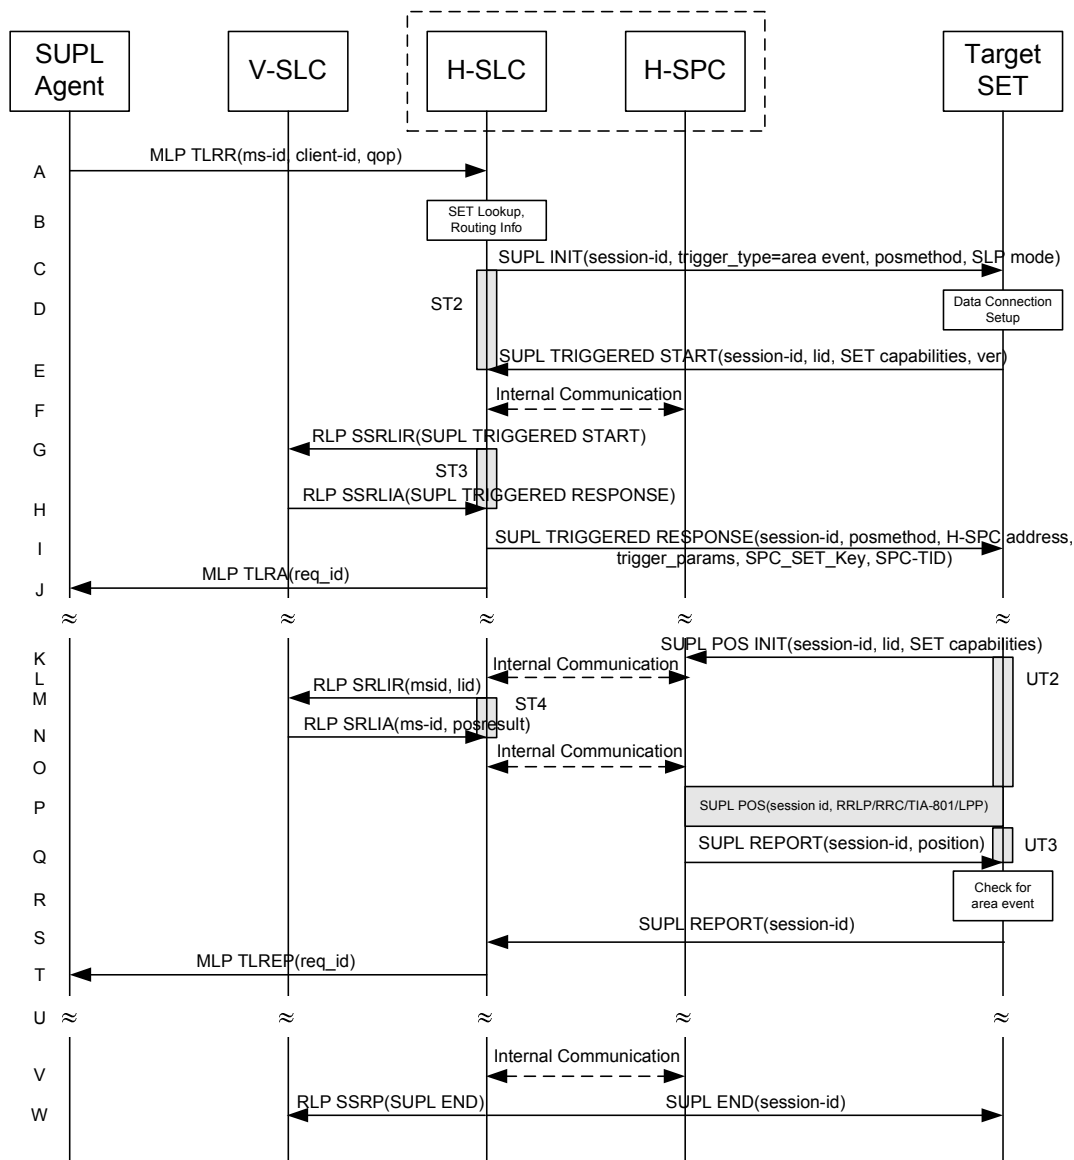 SUPL
Agent
V-SLC
H-SLC
H-SPC
Target
SET
A
MLP TLRR(ms-id, client-id, qop)
B
SET Lookup,
Routing Info
C
SUPL INIT(session-id, trigger_type=area event, posmethod, SLP mode)
D
ST2
Data Connection
Setup
E
SUPL TRIGGERED START(session-id, lid, SET capabilities, ver)
F
Internal Communication
G
RLP SSRLIR(SUPL TRIGGERED START)
ST3
H
RLP SSRLIA(SUPL TRIGGERED RESPONSE)
I
SUPL TRIGGERED RESPONSE(session-id, posmethod, H-SPC address,
trigger_params, SPC_SET_Key, SPC-TID)
J
MLP TLRA(req_id)
≈ ≈ ≈ ≈ ≈
K
SUPL POS INIT(session-id, lid, SET capabilities)
L
Internal Communication
UT2
M
RLP SRLIR(msid, lid)
ST4
N
RLP SRLIA(ms-id, posresult)
O
Internal Communication
P
SUPL POS(session id, RRLP/RRC/TIA-801/LPP)
Q
SUPL REPORT(session-id, position)
UT3
R
Check for
area event
S
SUPL REPORT(session-id)
T
MLP TLREP(req_id)
U ≈ ≈ ≈ ≈ ≈
V
Internal Communication
W
RLP SSRP(SUPL END)
SUPL END(session-id)